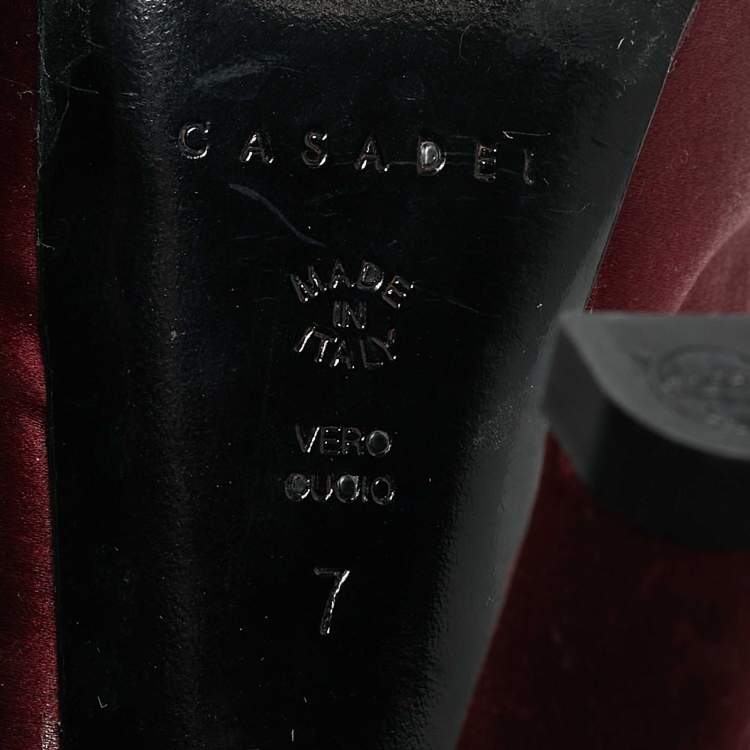 CASADEI
MADE
IN
ITALY
VERO
CUOIO
7